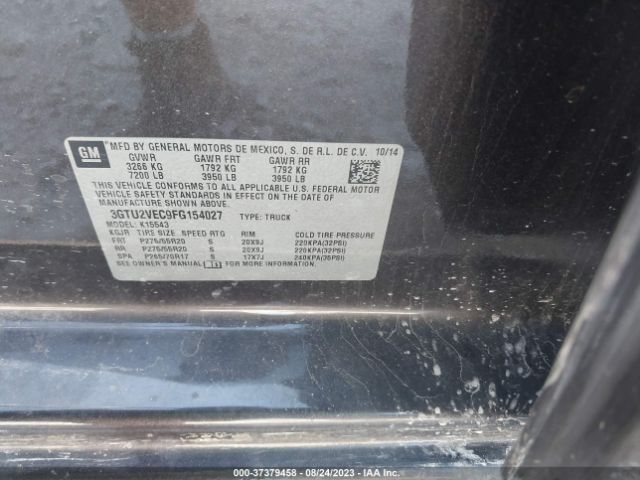 GM
MFD BY GENERAL MOTORS DE MEXICO, S. DE R.L. DE C.V. 10/14
GVWR GAWR FRT GAWR RR
3266 KG 1792 KG 1792 KG
7200 LB 3950 LB 3950 LB
THIS VEHICLE CONFORMS TO ALL APPLICABLE U.S. FEDERAL MOTOR
VEHICLE SAFETY STANDARDS IN EFFECT ON THE DATE OF
MANUFACTURE SHOWN ABOVE.
3GTU2VEC9FG154027 TYPE: TRUCK
MODEL: K15543
KGJR TIRE SIZE SPEED RTG RIM COLD TIRE PRESSURE
FRT P275/55R20 S 20X9J 220KPA(32PSI)
RR P275/55R20 S 20X9J 220KPA(32PSI)
SPA P265/70R17 S 17X7J 240KPA(35PSI)
SEE OWNER'S MANUAL FOR MORE INFORMATION.
© 37379458 - 08/24/2023 - IAA Inc.